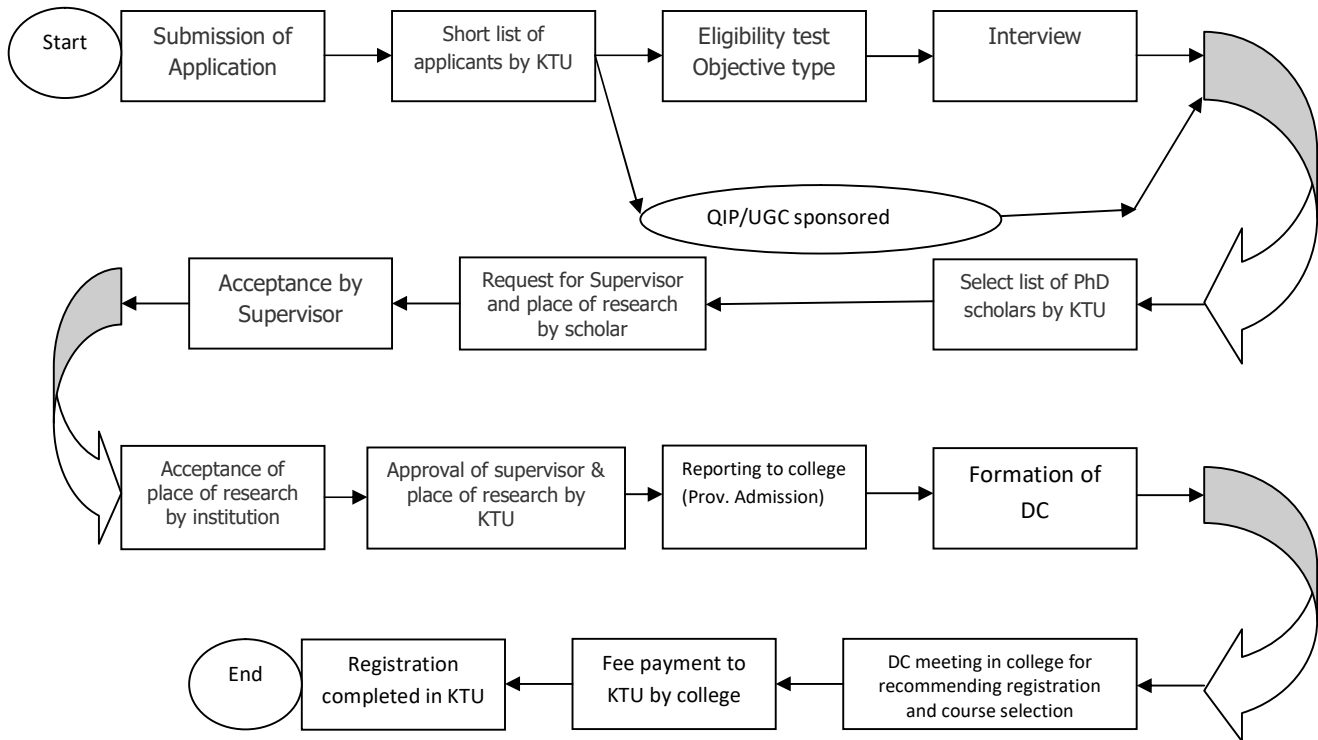 Start
Submission of
Application
Short list of
applicants by KTU
Eligibility test
Objective type
Interview
QIP/UGC sponsored
Select list of PhD
scholars by KTU
Request for Supervisor
and place of research
by scholar
Acceptance by
Supervisor
Acceptance of
place of research
by institution
Approval of supervisor &
place of research by
KTU
Reporting to college
(Prov. Admission)
Formation of
DC
DC meeting in college for
recommending registration
and course selection
Fee payment to
KTU by college
Registration
completed in KTU
End